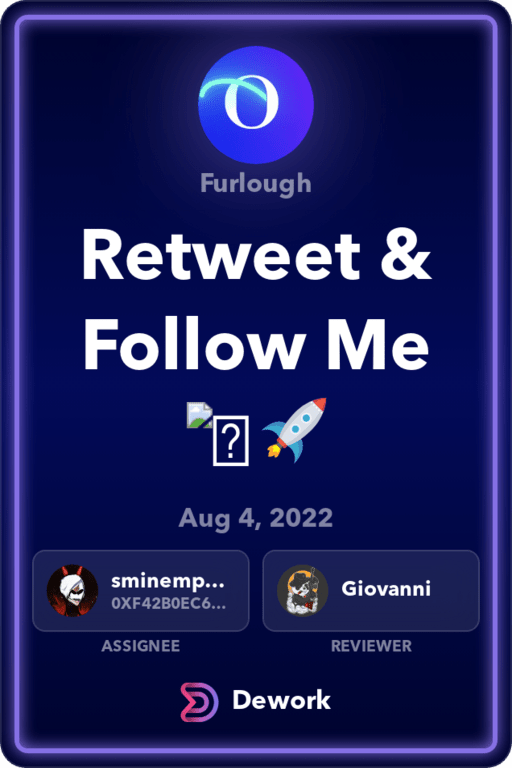 O
Furlough
Retweet &
Follow Me
🚀
Aug 4, 2022
sminemp...
0XF42B0EC6...
Giovanni
ASSIGNEE
REVIEWER
Dework